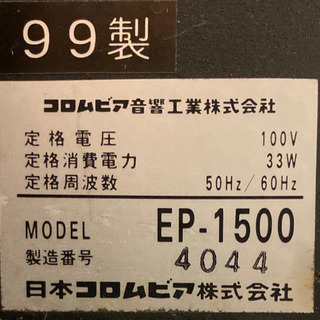 99製
コロムビア音響工業株式会社
定格電圧 100V
定格消費電力 33W
定格周波数 50Hz/60Hz
MODEL EP-1500
製造番号 4044
日本コロムビア株式会社